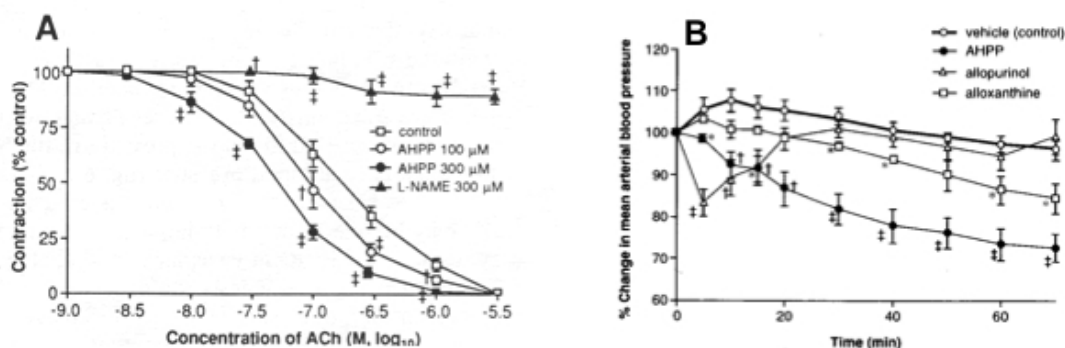 A
Contraction (% control)
100
75
50
25
0
control
AHPP 100 μM
AHPP 300 μM
L-NAME 300 μM
-9.0 -8.5 -8.0 -7.5 -7.0 -6.5 -6.0 -5.5
Concentration of ACh (M, log₁₀)
B
vehicle (control)
AHPP
allopurinol
alloxanthine
% Change in mean arterial blood pressure
120
110
100
90
80
70
60
0 20 40 60
Time (min)